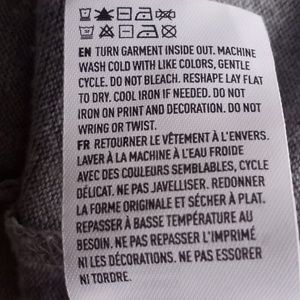 EN TURN GARMENT INSIDE OUT. MACHINE
WASH COLD WITH LIKE COLORS, GENTLE
CYCLE. DO NOT BLEACH. RESHAPE LAY FLAT
TO DRY. COOL IRON IF NEEDED. DO NOT
IRON ON PRINT AND DECORATION. DO NOT
WRING OR TWIST.
FR RETOURNER LE VÊTEMENT À L'ENVERS.
LAVER À LA MACHINE À L'EAU FROIDE
AVEC DES COULEURS SEMBLABLES, CYCLE
DÉLICAT. NE PAS JAVELLISER. REDONNER
LA FORME ORIGINALE ET SÉCHER À PLAT.
REPASSER À BASSE TEMPÉRATURE AU
BESOIN. NE PAS REPASSER L'IMPRIMÉ
NI LES DÉCORATIONS. NE PAS ESSORER
NI TORDRE.